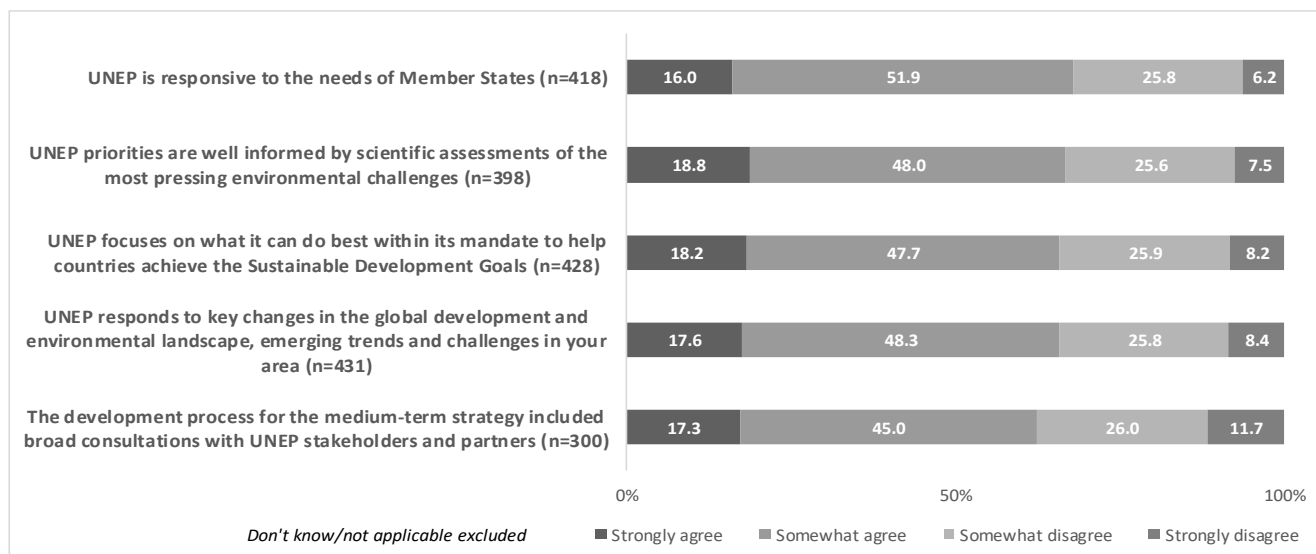 UNEP is responsive to the needs of Member States (n=418)
16.0 51.9 25.8 6.2
UNEP priorities are well informed by scientific assessments of the
most pressing environmental challenges (n=398)
18.8 48.0 25.6 7.5
UNEP focuses on what it can do best within its mandate to help
countries achieve the Sustainable Development Goals (n=428)
18.2 47.7 25.9 8.2
UNEP responds to key changes in the global development and
environmental landscape, emerging trends and challenges in your
area (n=431)
17.6 48.3 25.8 8.4
The development process for the medium-term strategy included
broad consultations with UNEP stakeholders and partners (n=300)
17.3 45.0 26.0 11.7
0% 50% 100%
Don't know/not applicable excluded Strongly agree Somewhat agree Somewhat disagree Strongly disagree